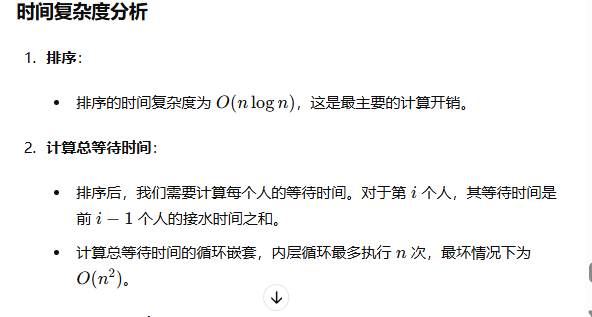 时间复杂度分析
1. 排序：
• 排序的时间复杂度为 O(n log n)，这是最主要的计算开销。
2. 计算总等待时间：
• 排序后，我们需要计算每个人的等待时间。对于第 i 个人，其等待时间是
前 i − 1 个人的接水时间之和。
• 计算总等待时间的循环嵌套，内层循环最多执行 n 次，最坏情况下为
O(n²)。